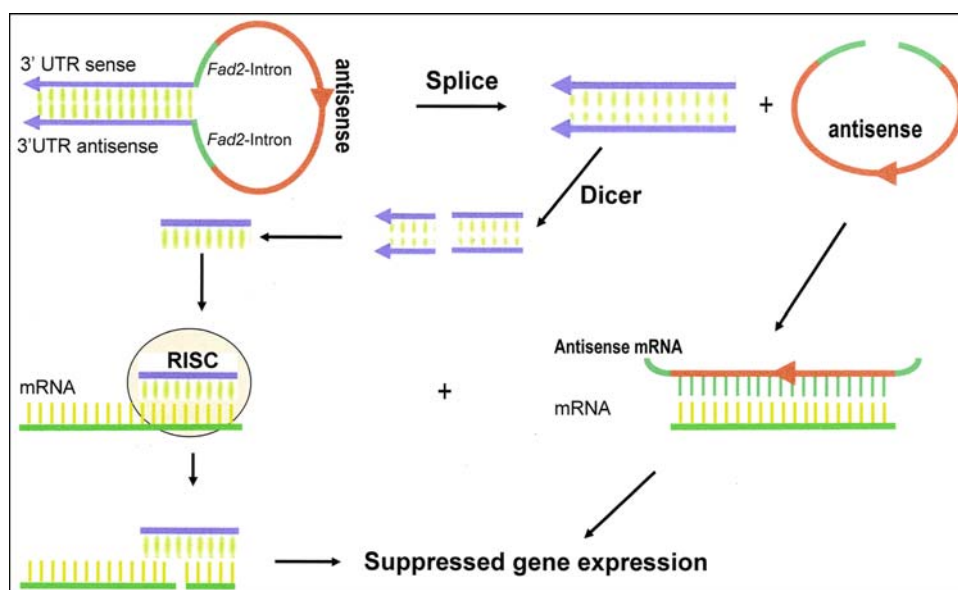 3' UTR sense
Fad2-Intron
antisense
Fad2-Intron
3'UTR antisense
Splice
+
antisense
Dicer
RISC
mRNA
+
Antisense mRNA
mRNA
Suppressed gene expression